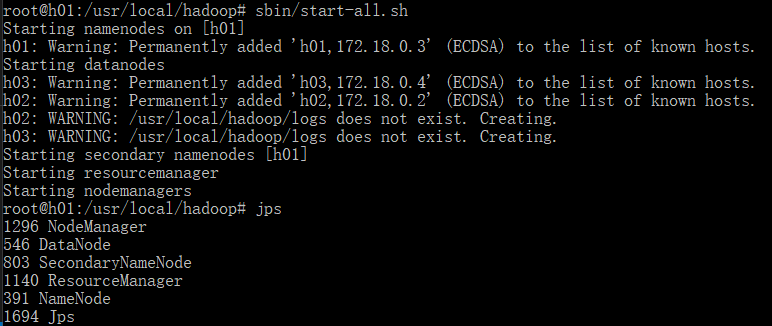 root@h01:/usr/local/hadoop# sbin/start-all.sh
Starting namenodes on [h01]
h01: Warning: Permanently added 'h01,172.18.0.3' (ECDSA) to the list of known hosts.
Starting datanodes
h03: Warning: Permanently added 'h03,172.18.0.4' (ECDSA) to the list of known hosts.
h02: Warning: Permanently added 'h02,172.18.0.2' (ECDSA) to the list of known hosts.
h02: WARNING: /usr/local/hadoop/logs does not exist. Creating.
h03: WARNING: /usr/local/hadoop/logs does not exist. Creating.
Starting secondary namenodes [h01]
Starting resourcemanager
Starting nodemanagers
root@h01:/usr/local/hadoop# jps
1296 NodeManager
546 DataNode
803 SecondaryNameNode
1140 ResourceManager
391 NameNode
1694 Jps